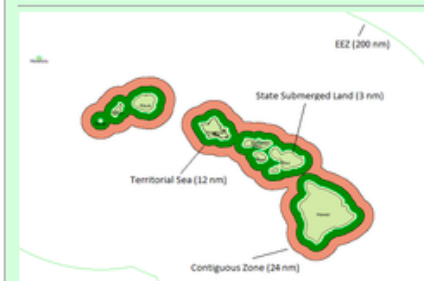 EEZ (200 nm)
State Submerged Land (3 nm)
Territorial Sea (12 nm)
Contiguous Zone (24 nm)